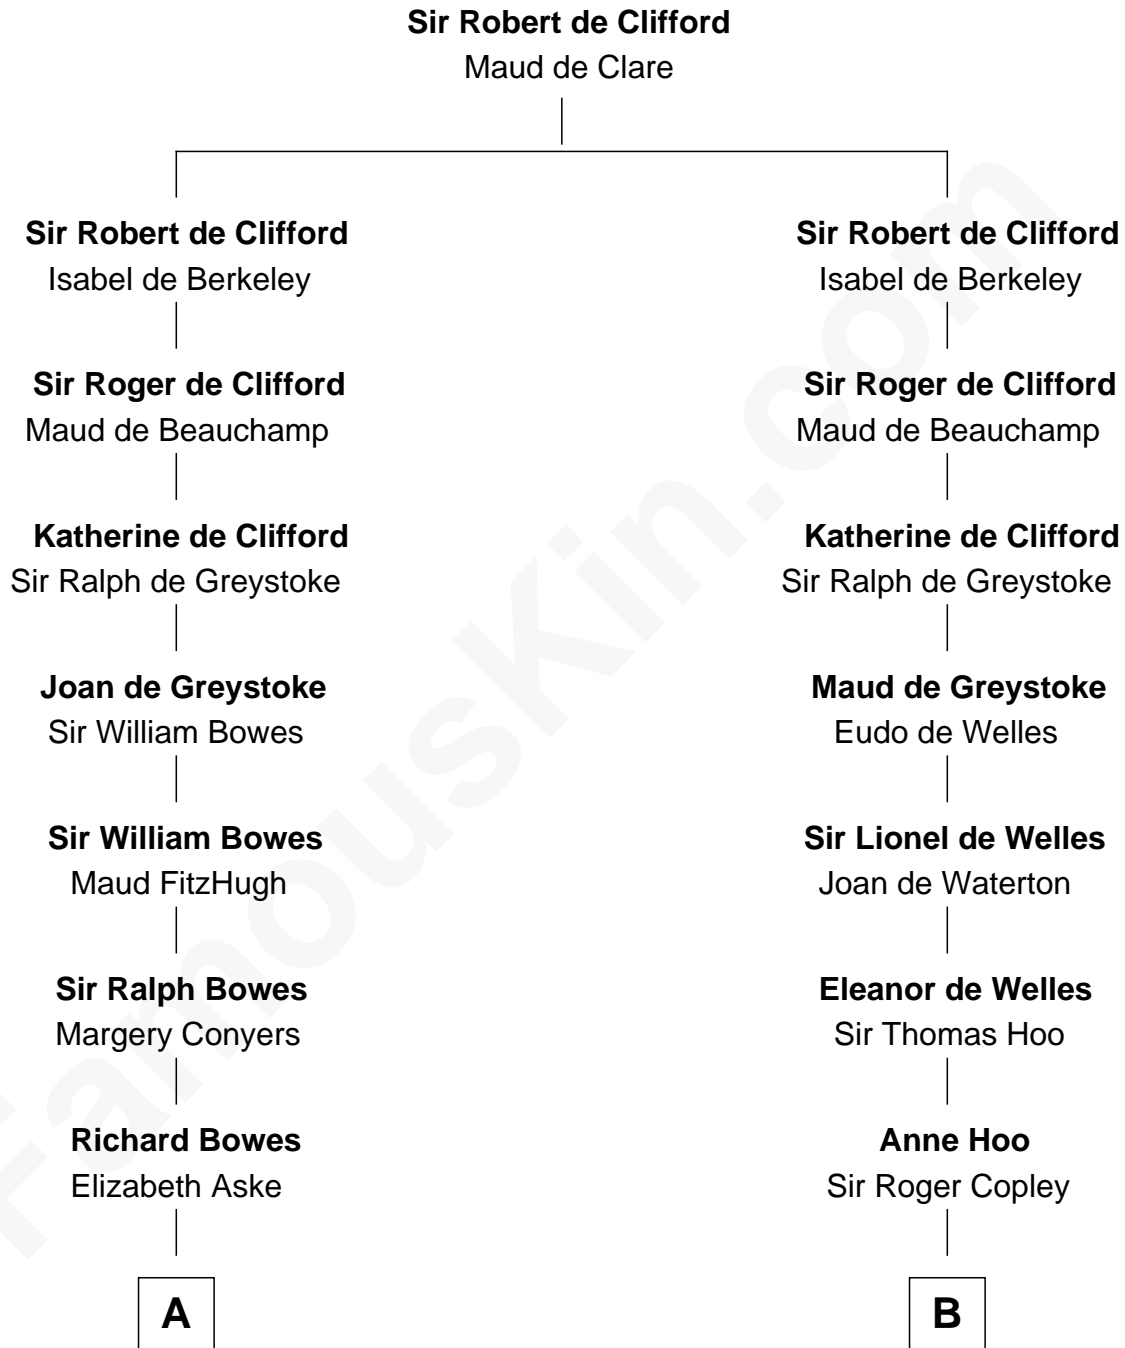 Sir Robert de Clifford
Maud de Clare
Sir Robert de Clifford
Isabel de Berkeley
Sir Roger de Clifford
Maud de Beauchamp
Katherine de Clifford
Sir Ralph de Greystoke
Joan de Greystoke
Sir William Bowes
Sir William Bowes
Maud FitzHugh
Sir Ralph Bowes
Margery Conyers
Richard Bowes
Elizabeth Aske
A
Sir Robert de Clifford
Isabel de Berkeley
Sir Roger de Clifford
Maud de Beauchamp
Katherine de Clifford
Sir Ralph de Greystoke
Maud de Greystoke
Eudo de Welles
Sir Lionel de Welles
Joan de Waterton
Eleanor de Welles
Sir Thomas Hoo
Anne Hoo
Sir Roger Copley
B
FamousKin.com